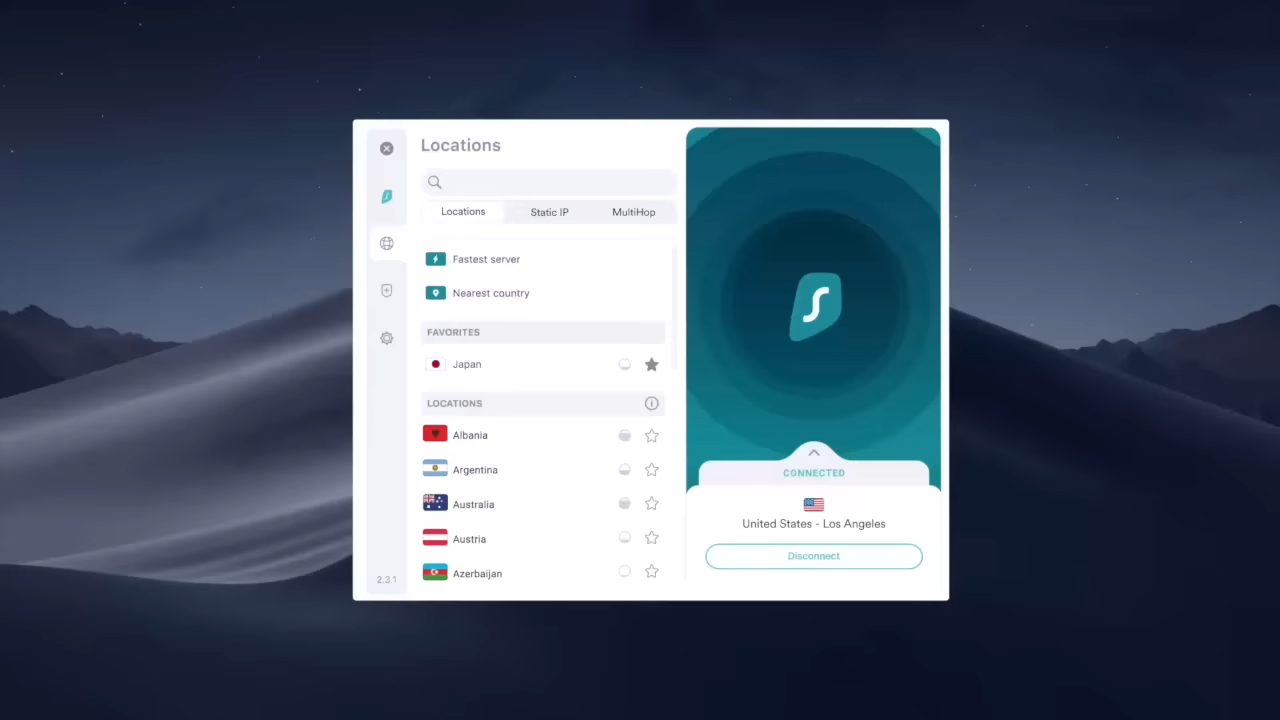 Locations
Locations Static IP MultiHop
Fastest server
Nearest country
FAVORITES
Japan
LOCATIONS
Albania
Argentina
Australia
Austria
Azerbaijan
2.3.1
CONNECTED
United States - Los Angeles
Disconnect